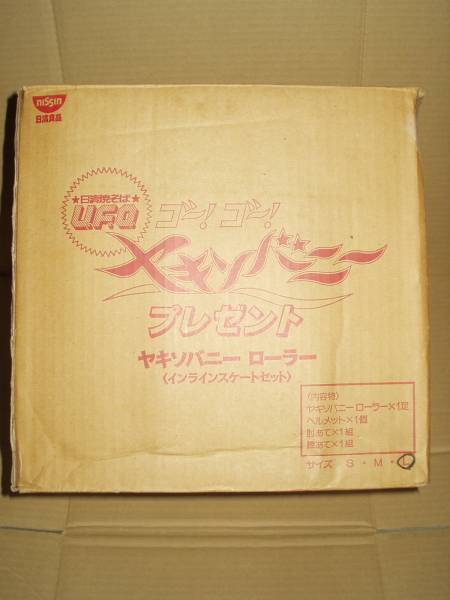 nissin
日清食品
★日清焼そば★
U.F.O.
ゴー!ゴー!
ヤキソバニー
プレゼント
ヤキソバニー ローラー
〈インラインスケートセット〉
〈内容物〉
ヤキソバニーローラー×1足
ヘルメット×1個
肘あて×1組
膝あて×1組
サイズ S・M・L